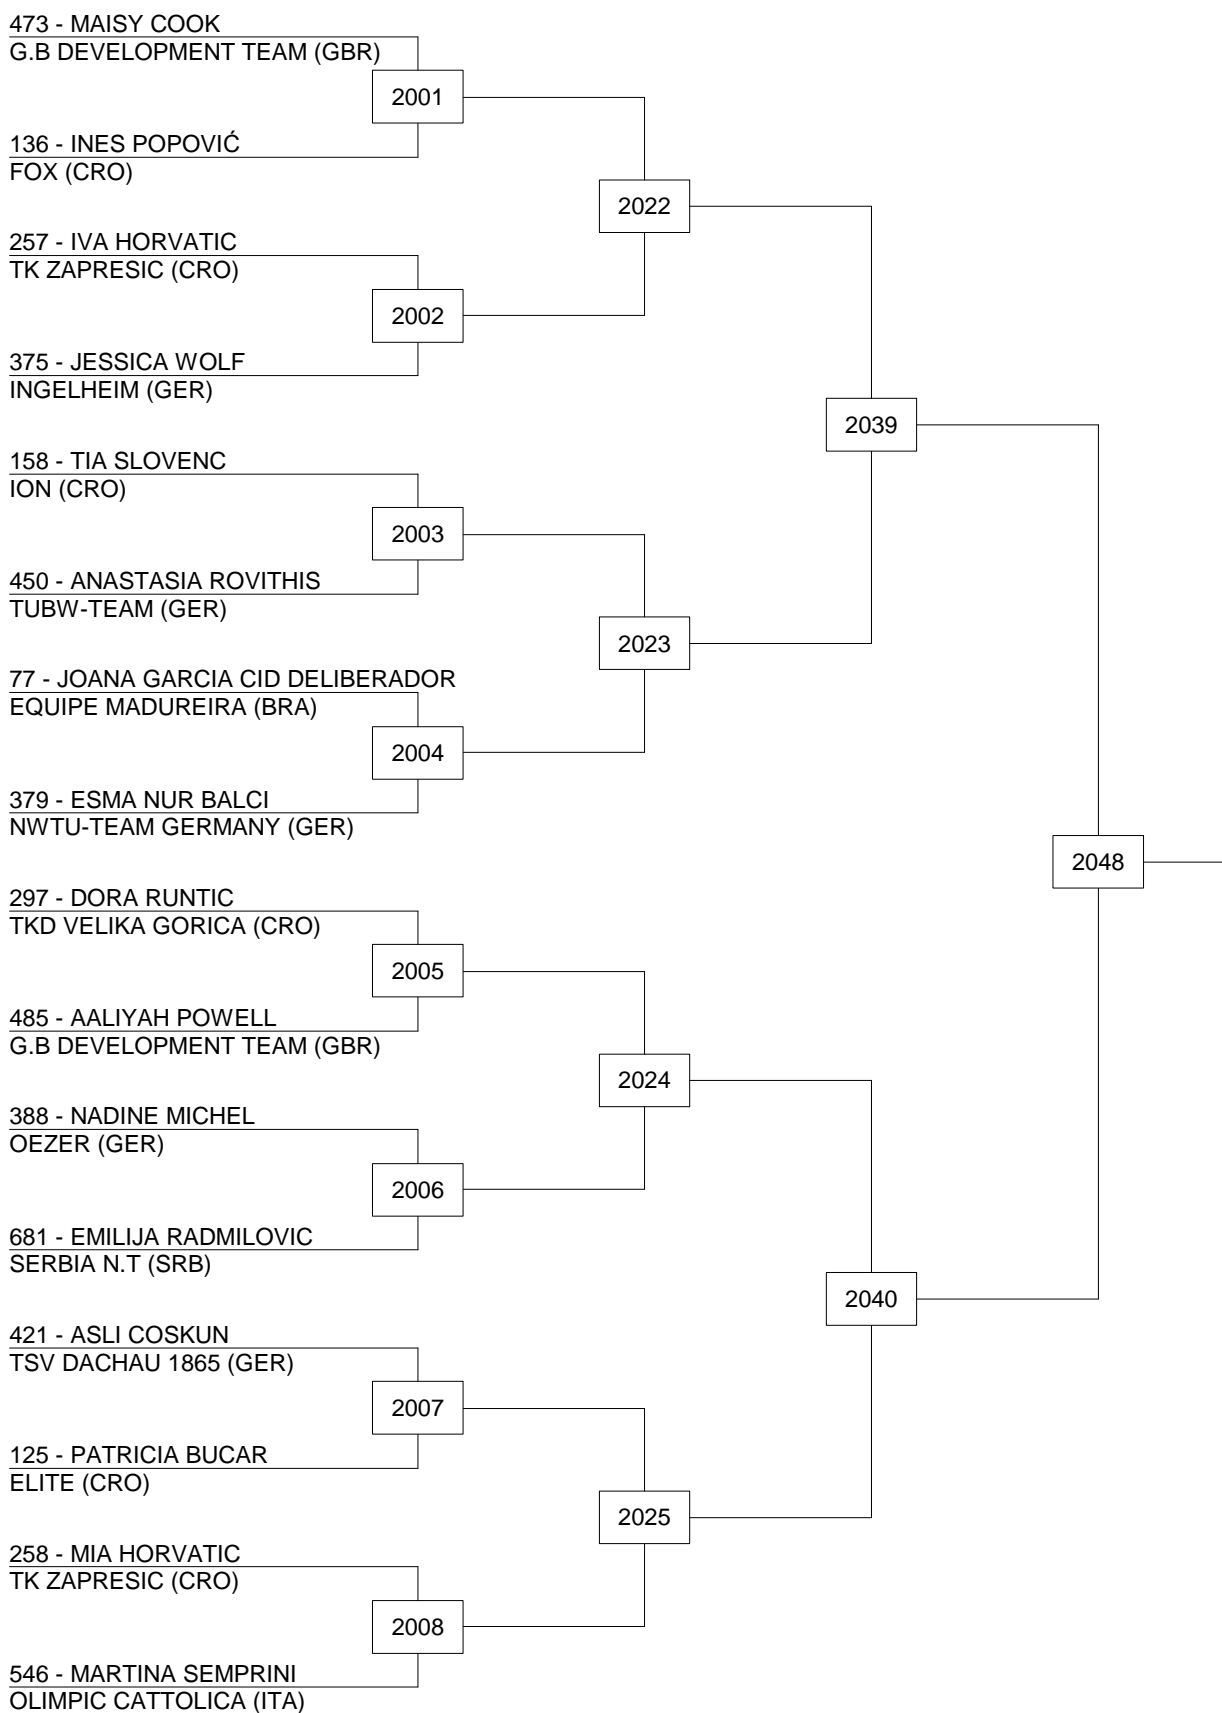 473 - MAISY COOK
G.B DEVELOPMENT TEAM (GBR)
2001
136 - INES POPOVIĆ
FOX (CRO)
2022
257 - IVA HORVATIC
TK ZAPRESIC (CRO)
2002
375 - JESSICA WOLF
INGELHEIM (GER)
2039
158 - TIA SLOVENC
ION (CRO)
2003
450 - ANASTASIA ROVITHIS
TUBW-TEAM (GER)
2023
77 - JOANA GARCIA CID DELIBERADOR
EQUIPE MADUREIRA (BRA)
2004
379 - ESMA NUR BALCI
NWTU-TEAM GERMANY (GER)
2048
297 - DORA RUNTIC
TKD VELIKA GORICA (CRO)
2005
485 - AALIYAH POWELL
G.B DEVELOPMENT TEAM (GBR)
2024
388 - NADINE MICHEL
OEZER (GER)
2006
681 - EMILIJA RADMILOVIC
SERBIA N.T (SRB)
2040
421 - ASLI COSKUN
TSV DACHAU 1865 (GER)
2007
125 - PATRICIA BUCAR
ELITE (CRO)
2025
258 - MIA HORVATIC
TK ZAPRESIC (CRO)
2008
546 - MARTINA SEMPRINI
OLIMPIC CATTOLICA (ITA)